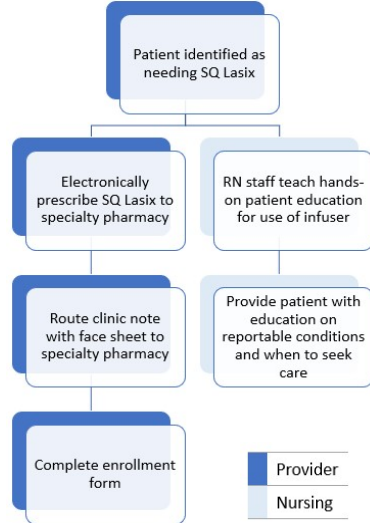 Patient identified as
needing SQ Lasix
Electronically
prescribe SQ Lasix to
specialty pharmacy
RN staff teach hands-
on patient education
for use of infuser
Route clinic note
with face sheet to
specialty pharmacy
Provide patient with
education on
reportable conditions
and when to seek
care
Complete enrollment
form
Provider
Nursing